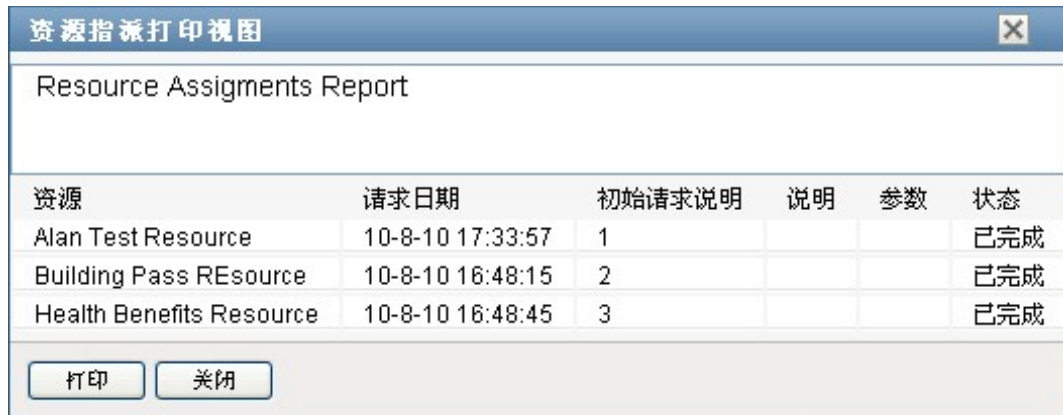 资源指派打印视图
Resource Assigments Report
资源 请求日期 初始请求说明 说明 参数 状态
Alan Test Resource 10-8-10 17:33:57 1 已完成
Building Pass REsource 10-8-10 16:48:15 2 已完成
Health Benefits Resource 10-8-10 16:48:45 3 已完成
打印 关闭